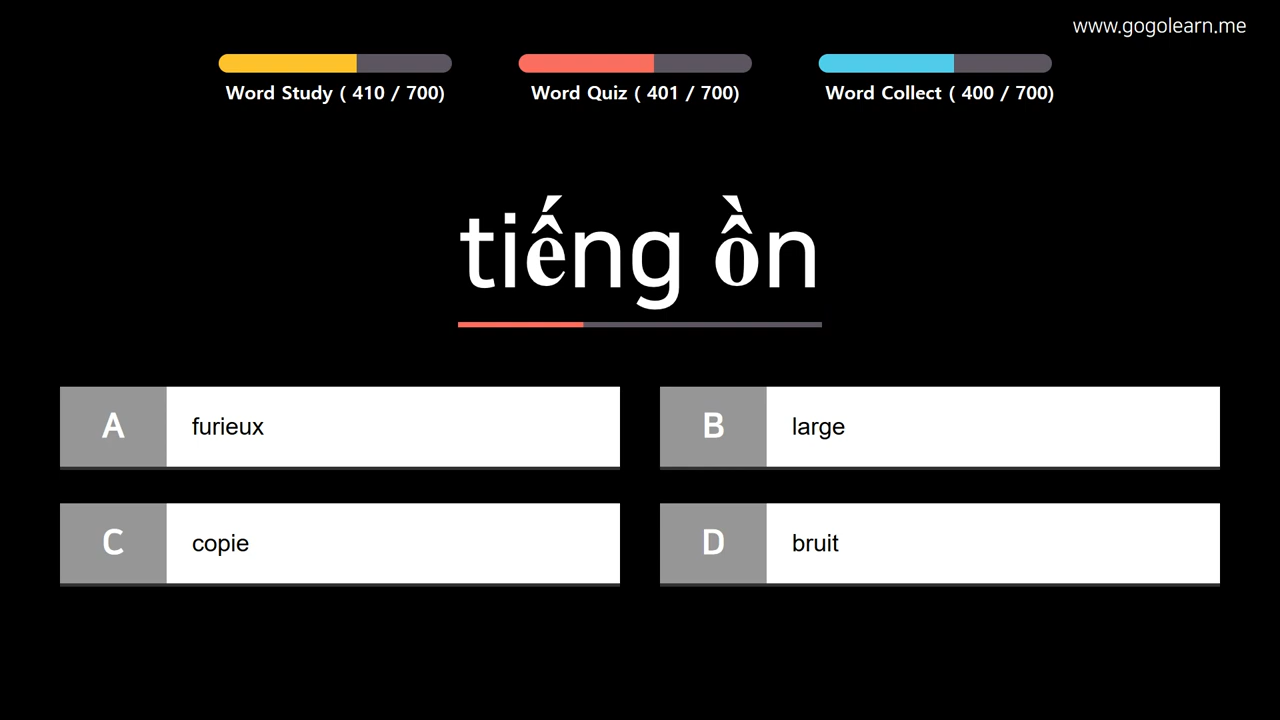 www.gogolearn.me
Word Study ( 410 / 700)
Word Quiz ( 401 / 700)
Word Collect ( 400 / 700)
tiếng ồn
A furieux
B large
C copie
D bruit